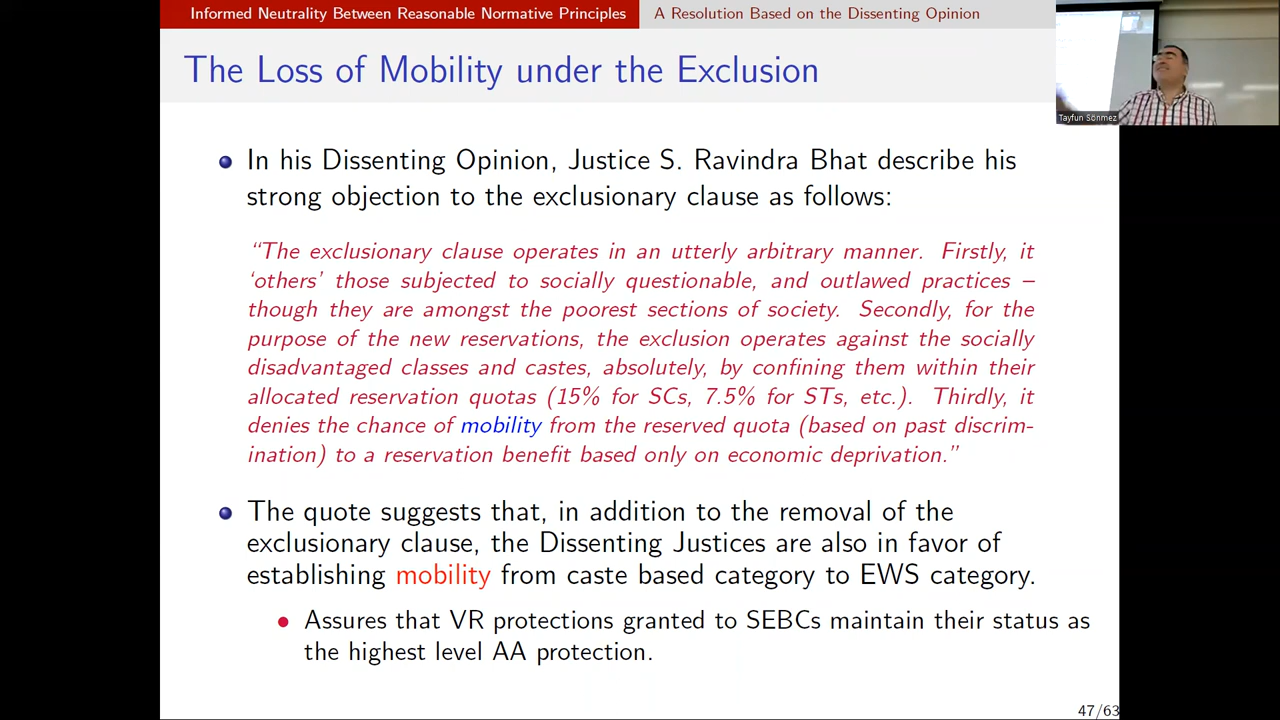 Informed Neutrality Between Reasonable Normative Principles
A Resolution Based on the Dissenting Opinion
The Loss of Mobility under the Exclusion
Tayfun Sönmez
In his Dissenting Opinion, Justice S. Ravindra Bhat describe his
strong objection to the exclusionary clause as follows:
“The exclusionary clause operates in an utterly arbitrary manner. Firstly, it
‘others’ those subjected to socially questionable, and outlawed practices –
though they are amongst the poorest sections of society. Secondly, for the
purpose of the new reservations, the exclusion operates against the socially
disadvantaged classes and castes, absolutely, by confining them within their
allocated reservation quotas (15% for SCs, 7.5% for STs, etc.). Thirdly, it
denies the chance of mobility from the reserved quota (based on past discrim-
ination) to a reservation benefit based only on economic deprivation.”
The quote suggests that, in addition to the removal of the
exclusionary clause, the Dissenting Justices are also in favor of
establishing mobility from caste based category to EWS category.
Assures that VR protections granted to SEBCs maintain their status as
the highest level AA protection.
47/63